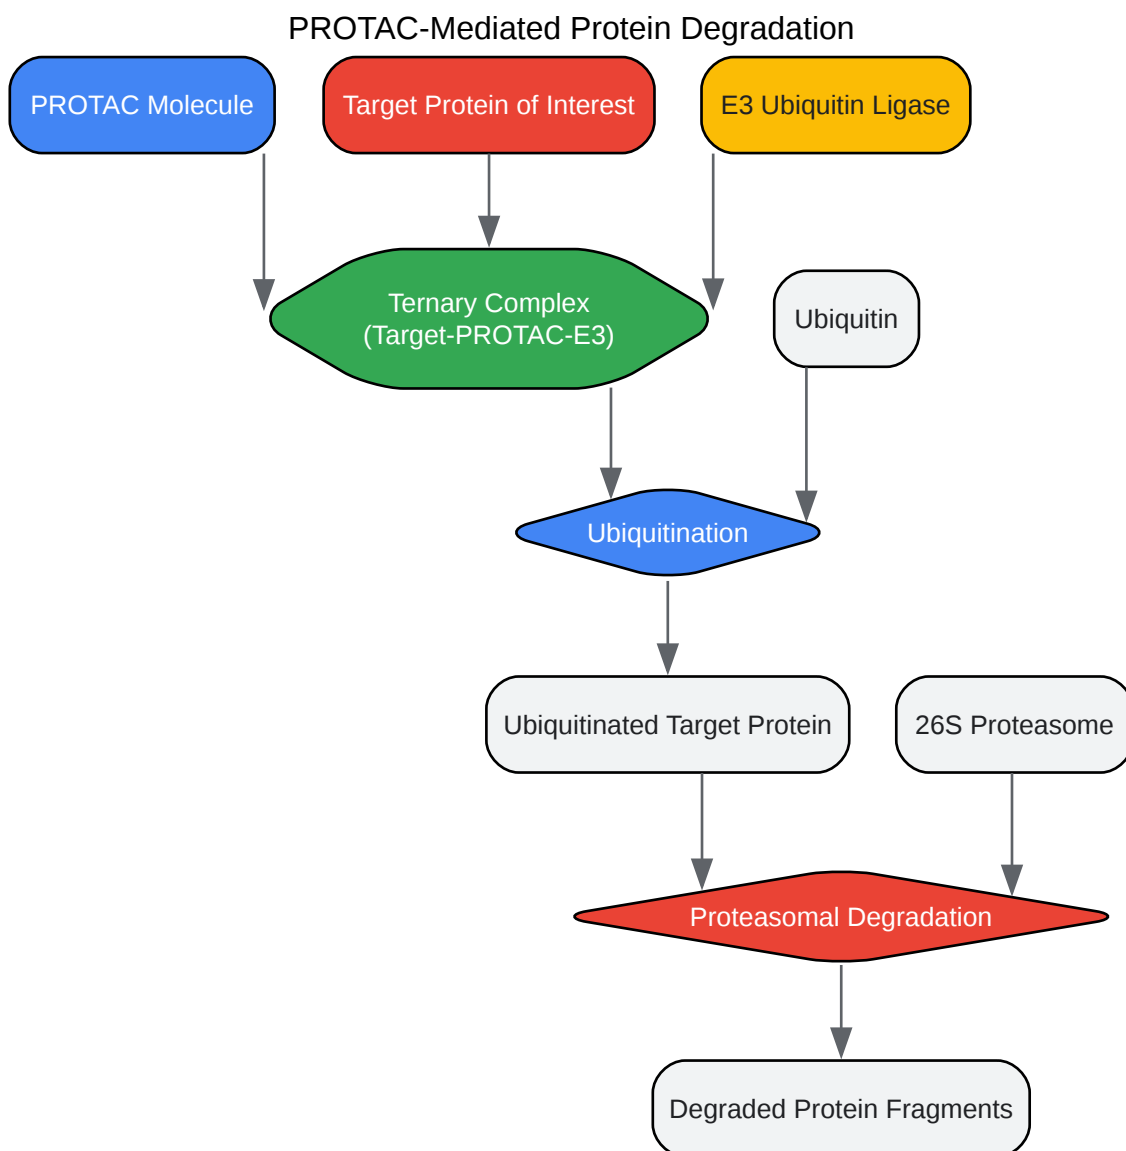 PROTAC-Mediated Protein Degradation
PROTAC Molecule
Target Protein of Interest
E3 Ubiquitin Ligase
Ternary Complex
(Target-PROTAC-E3)
Ubiquitin
Ubiquitination
Ubiquitinated Target Protein
26S Proteasome
Proteasomal Degradation
Degraded Protein Fragments